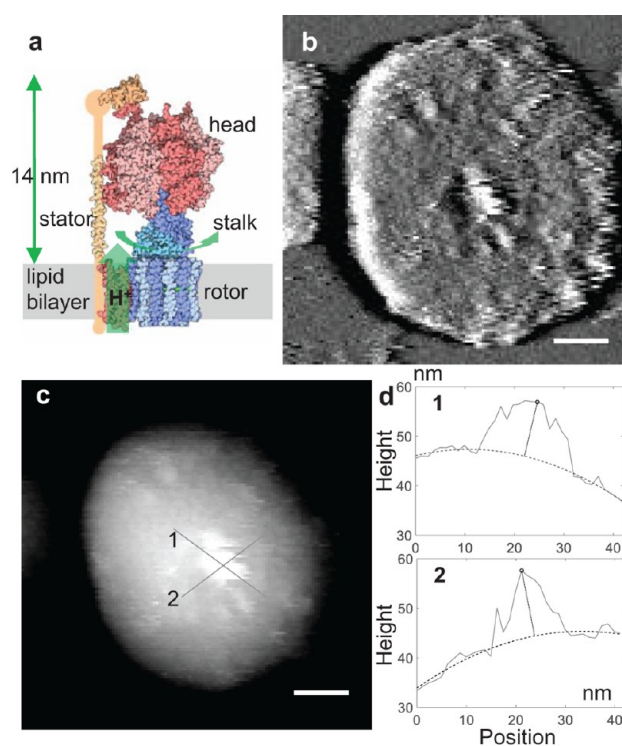 a
head
14 nm
stator
stalk
lipid
bilayer
H+
rotor
b
c
1
2
d
nm
60
1
50
Height
40
30
0 10 20 30 40
60
2
50
Height
40
nm
30
0 10 20 30 40
Position